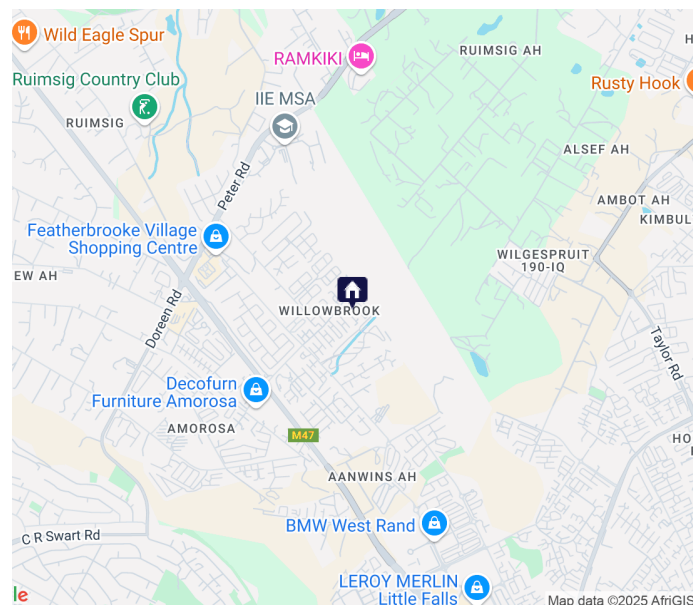 Wild Eagle Spur
RAMKIKI
RUIMSIG AH
Rusty Hook
Ruimsig Country Club
IIE MSA
RUIMSIG
ALSEF AH
Peter Rd
AMBOT AH
KIMBUL
Featherbrooke Village
Shopping Centre
WILGESPRUIT
190-IQ
EW AH
Doreen Rd
WILLOWBROOK
Taylor Rd
Decofurn
Furniture Amorosa
AMOROSA
M47
HO
AANWINS AH
C R Swart Rd
BMW West Rand
LEROY MERLIN
Little Falls
le
Map data ©2025 AfriGIS